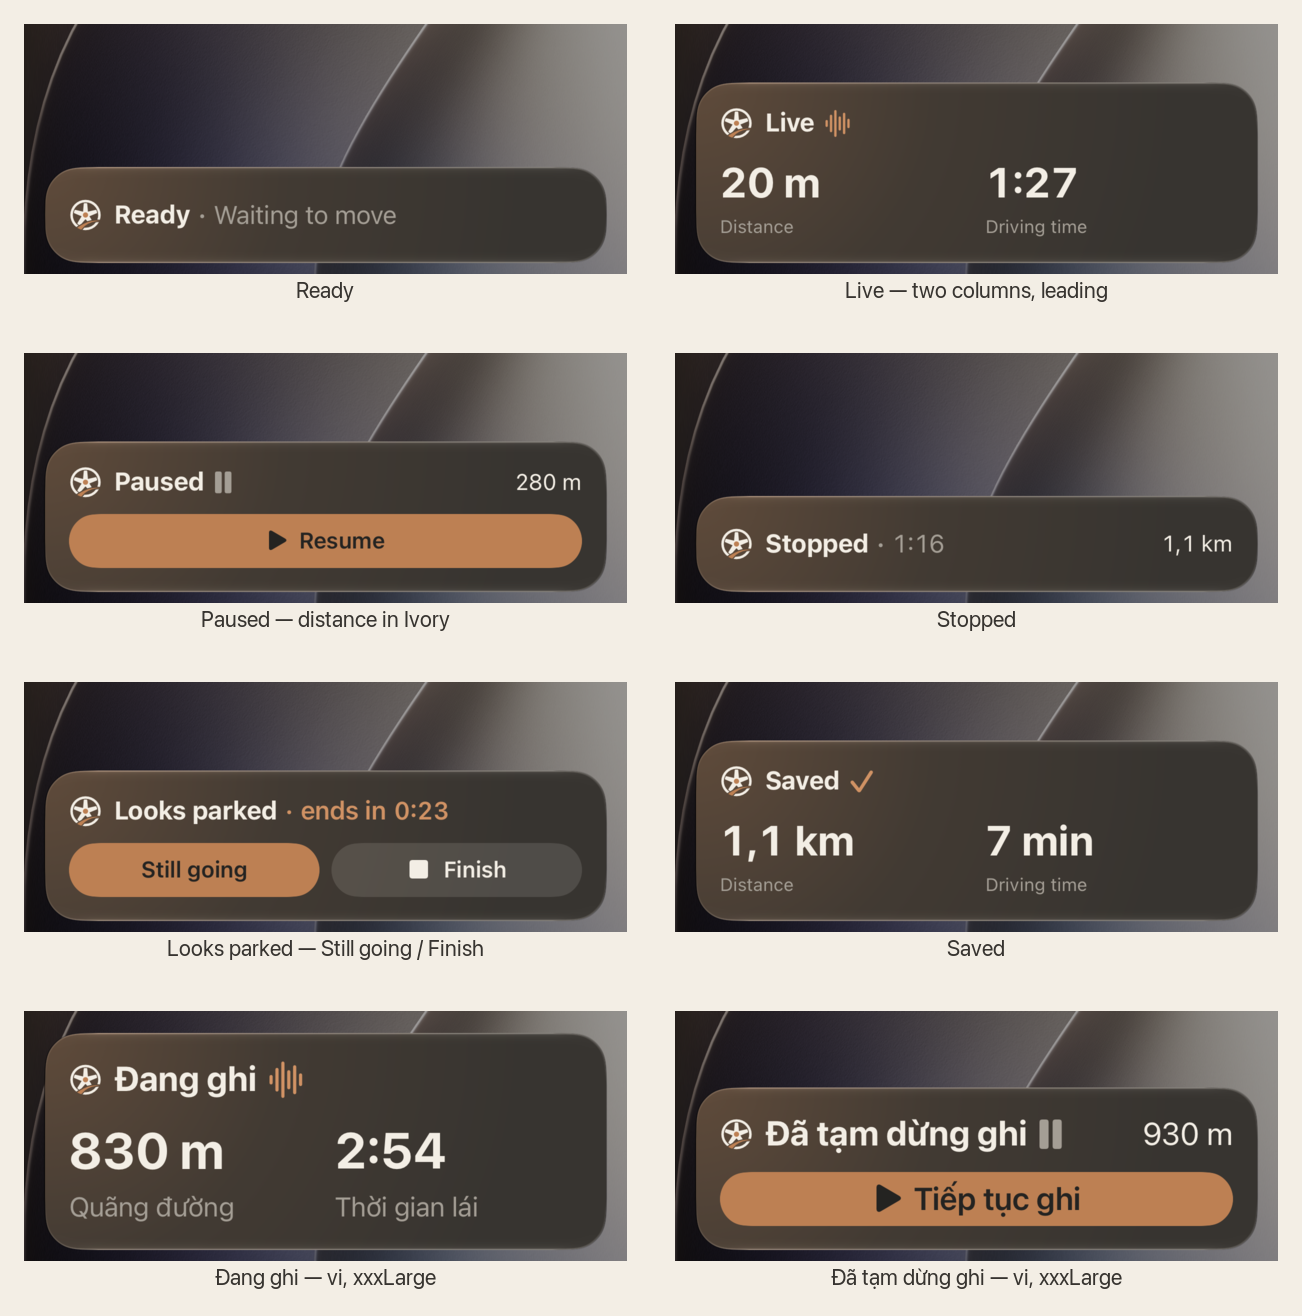 Ready · Waiting to move
Ready
Live
20 m
1:27
Distance
Driving time
Live — two columns, leading
Paused
280 m
Resume
Paused — distance in Ivory
Stopped · 1:16
1,1 km
Stopped
Looks parked · ends in 0:23
Still going
Finish
Looks parked — Still going / Finish
Saved
1,1 km
7 min
Distance
Driving time
Saved
Đang ghi
830 m
2:54
Quãng đường
Thời gian lái
Đang ghi — vi, xxxLarge
Đã tạm dừng ghi
930 m
Tiếp tục ghi
Đã tạm dừng ghi — vi, xxxLarge